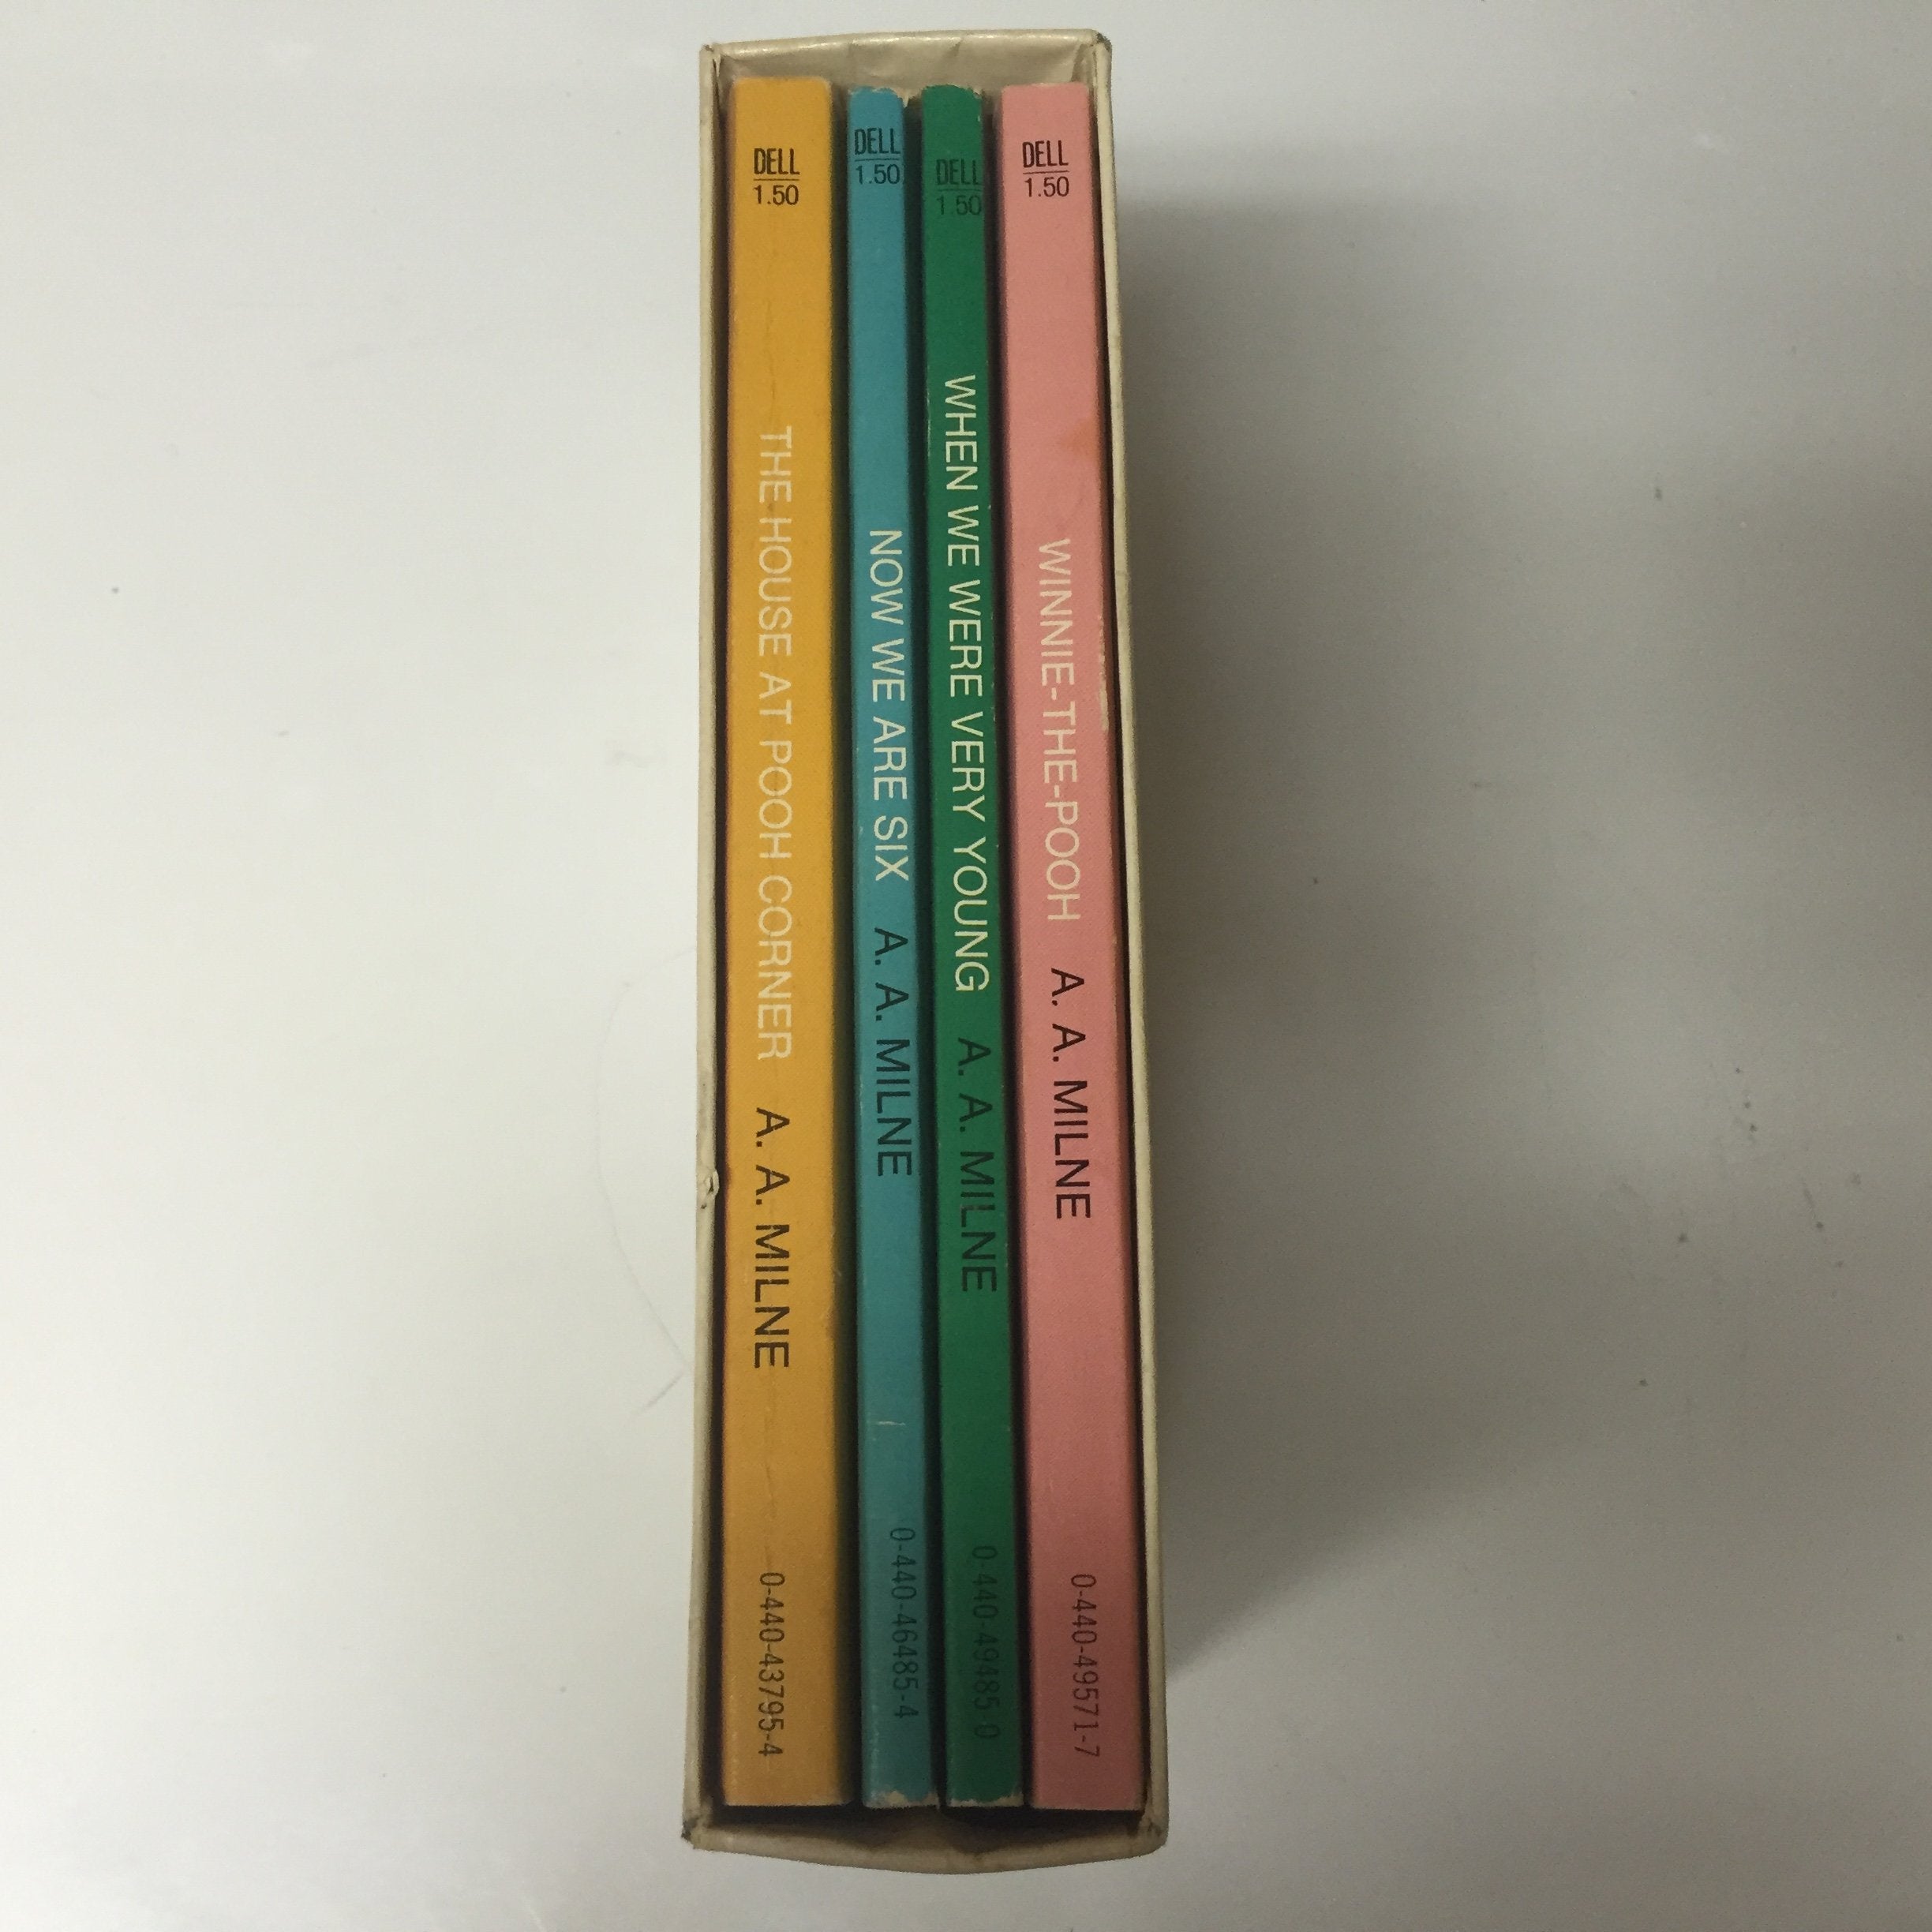 DELL
1.50
THE HOUSE AT POOH CORNER A. A. MILNE
0-440-43795-4
DELL
1.50
NOW WE ARE SIX A. A. MILNE
0-440-46485-4
DELL
1.50
WHEN WE WERE VERY YOUNG A. A. MILNE
0-440-49485-0
DELL
1.50
WINNIE-THE-POOH A. A. MILNE
0-440-49571-7